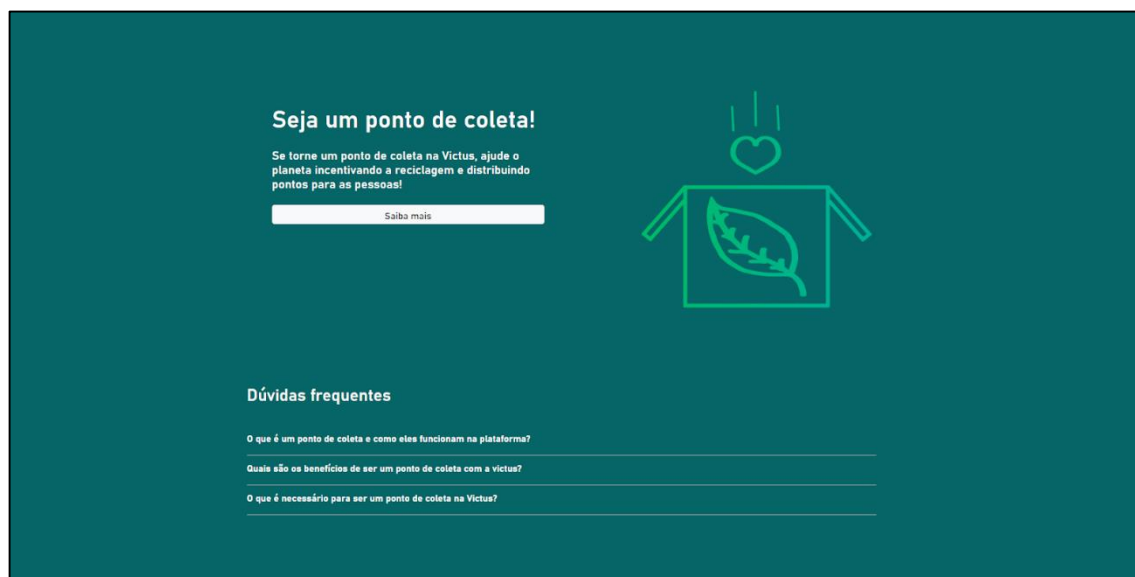 Seja um ponto de coleta!
Se torne um ponto de coleta na Victus, ajude o
planeta incentivando a reciclagem e distribuindo
pontos para as pessoas!
Saiba mais
Dúvidas frequentes
O que é um ponto de coleta e como eles funcionam na plataforma?
Quais são os benefícios de ser um ponto de coleta com a victus?
O que é necessário para ser um ponto de coleta na Victus?